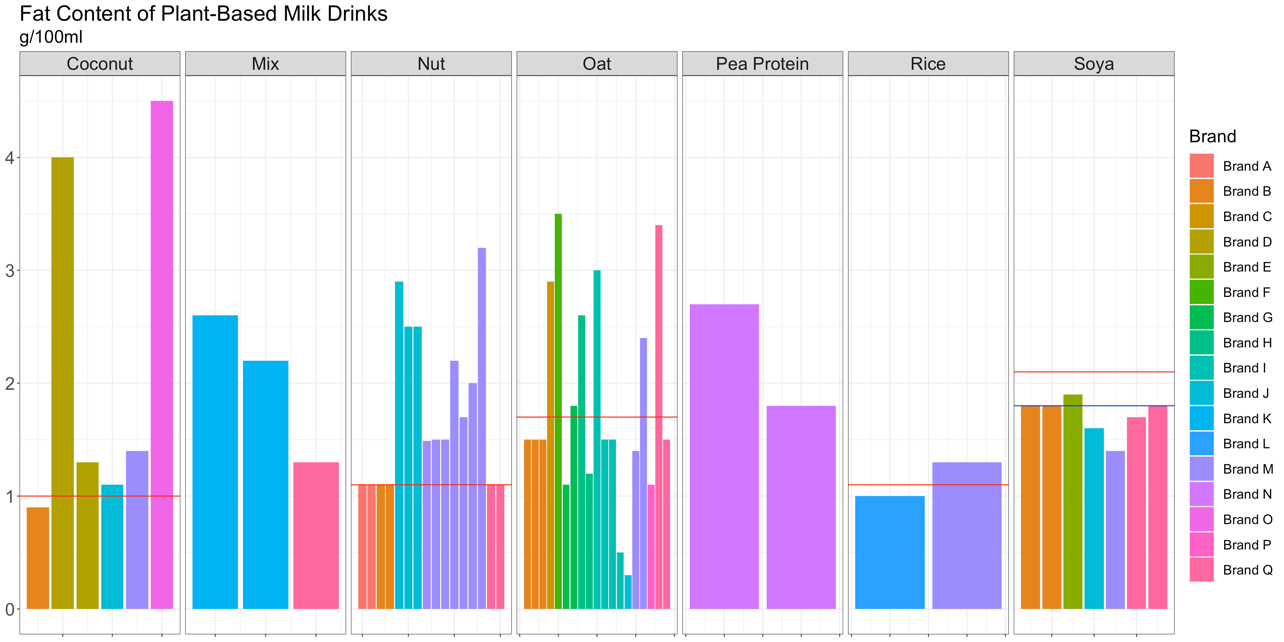 Fat Content of Plant-Based Milk Drinks
g/100ml
Coconut
Mix
Nut
Oat
Pea Protein
Rice
Soya
4
3
2
1
0
Brand
Brand A
Brand B
Brand C
Brand D
Brand E
Brand F
Brand G
Brand H
Brand I
Brand J
Brand K
Brand L
Brand M
Brand N
Brand O
Brand P
Brand Q